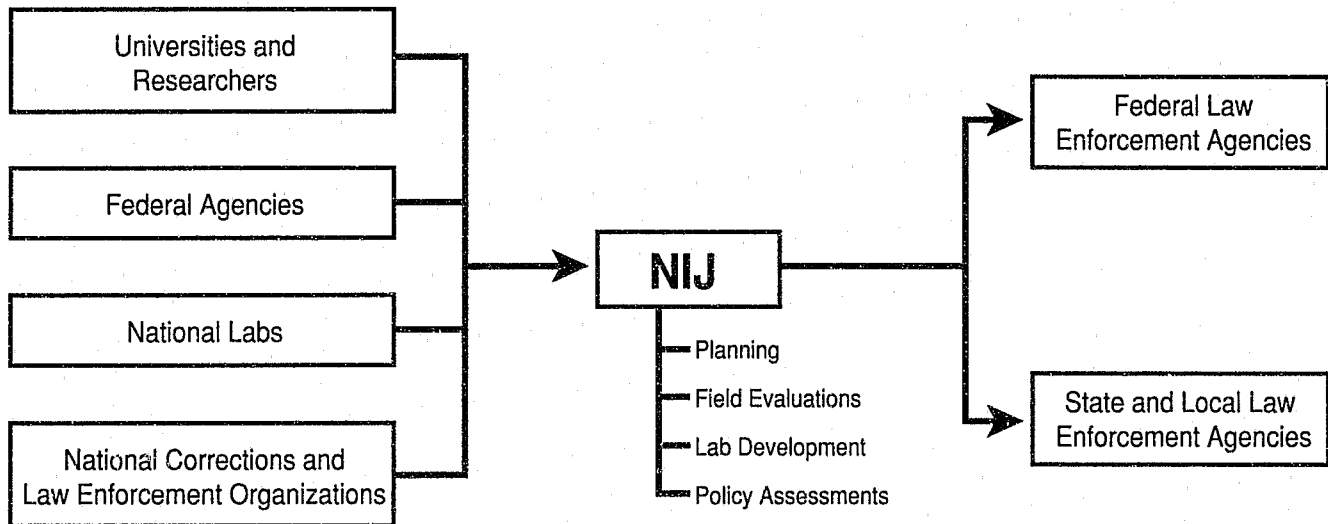 Universities and
Researchers
Federal Agencies
National Labs
National Corrections and
Law Enforcement Organizations
NIJ
Planning
Field Evaluations
Lab Development
Policy Assessments
Federal Law
Enforcement Agencies
State and Local Law
Enforcement Agencies